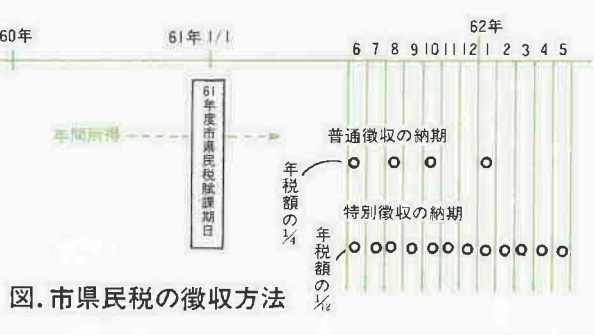 60年
61年1/1
62年
6 7 8 9 10 11 12 1 2 3 4 5
61年度市県民税賦課期日
年間所得
普通徴収の納期
年税額の1/4
特別徴収の納期
年税額の1/12
図.市県民税の徴収方法